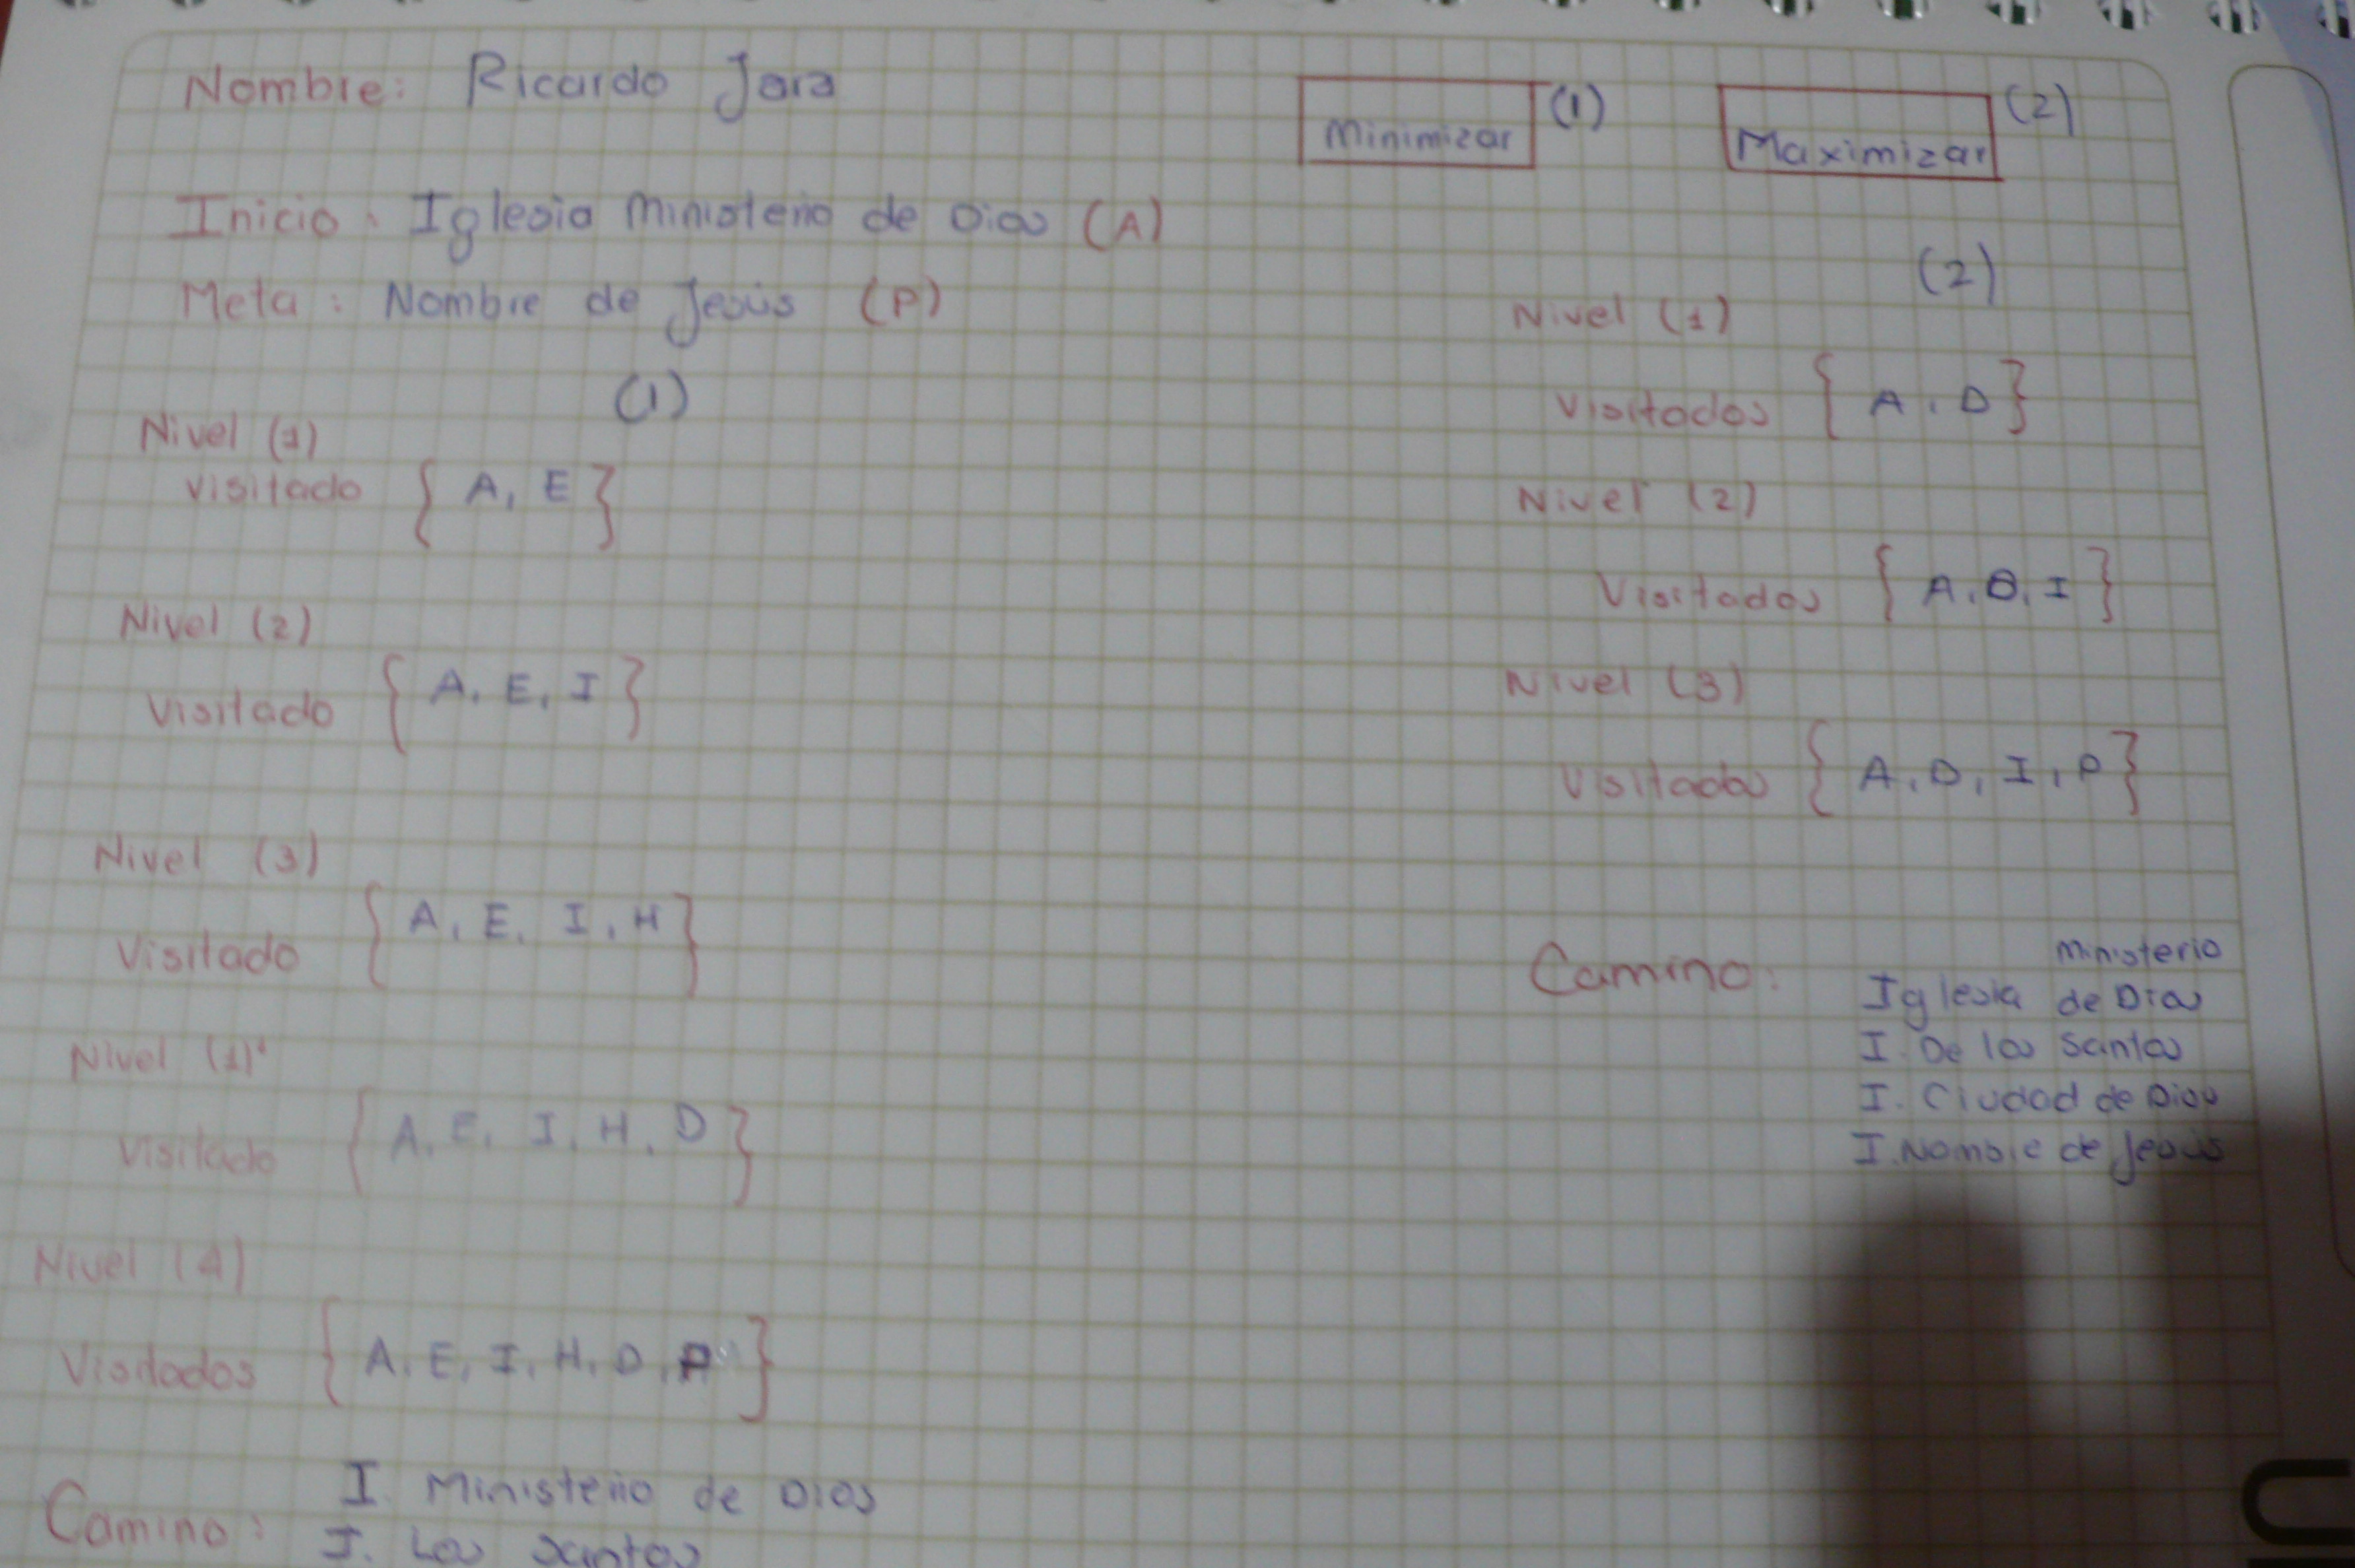 Nombre: Ricardo Jara
Minimizar (1)
Maximizar (2)
Inicio: Iglesia Ministerio de Dios (A)
Meta: Nombre de Jesús (P)
(1)
Nivel (1)
Visitado { A, E }
Nivel (2)
Visitado { A, E, I }
Nivel (3)
Visitado { A, E, I, H }
Nivel (1)'
Visitado { A, E, I, H, D }
Nivel (4)
Visitados { A, E, I, H, D, P }
Camino: I. Ministerio de Dios
I. Los Santos
(2)
Nivel (1)
Visitados { A, D }
Nivel (2)
Visitados { A, D, I }
Nivel (3)
Visitados { A, D, I, P }
Camino: Iglesia Ministerio de Dios
I. De los Santos
I. Ciudad de Dios
I. Nombre de Jesús